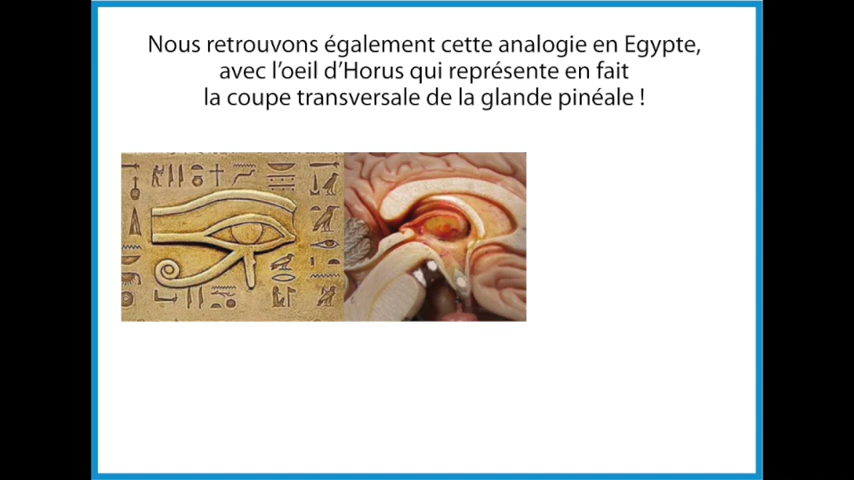 Nous retrouvons également cette analogie en Egypte,
avec l'oeil d'Horus qui représente en fait
la coupe transversale de la glande pinéale !